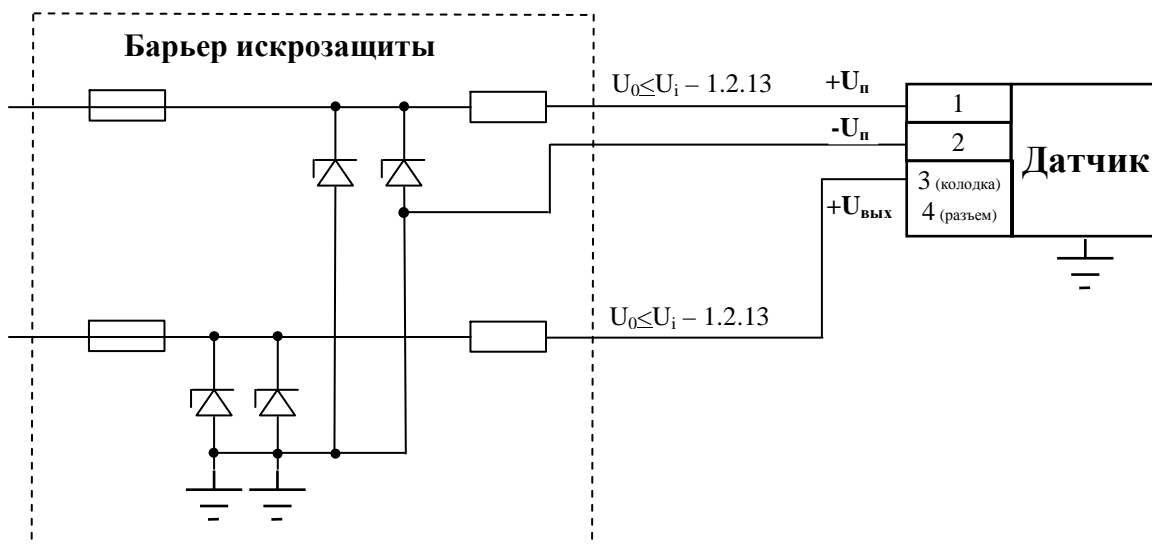 Барьер искрозащиты
U₀≤Uᵢ – 1.2.13
+Uп
1
-Uп
2
Датчик
3 (колодка)
+Uвых
4 (разъем)
U₀≤Uᵢ – 1.2.13